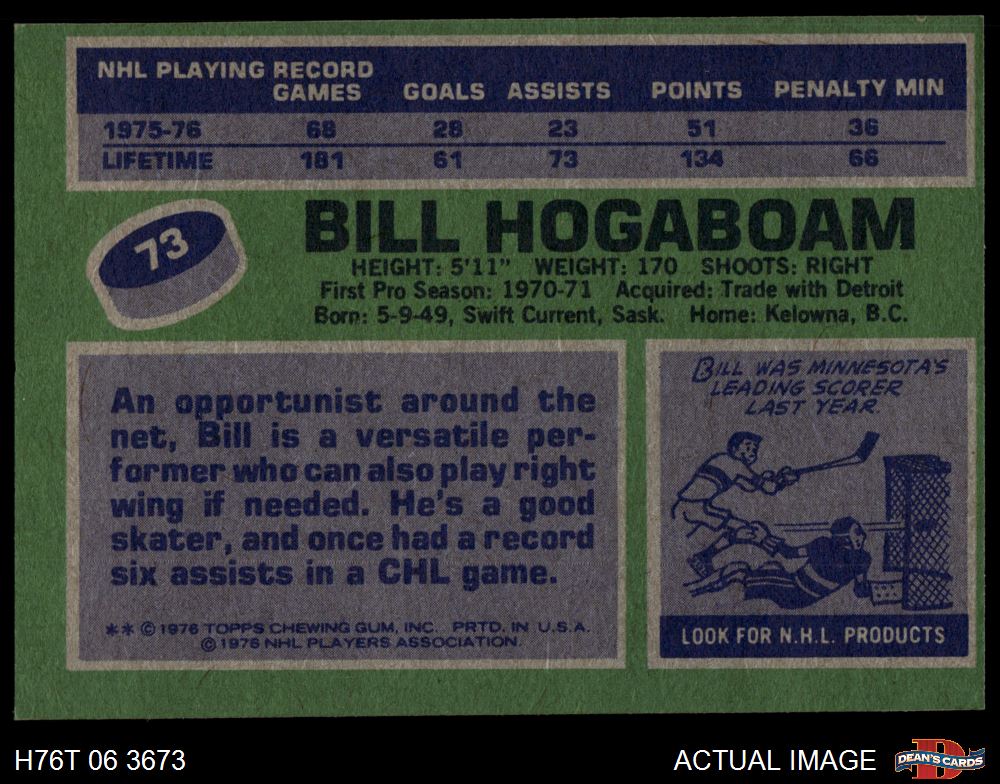 NHL PLAYING RECORD
GAMES GOALS ASSISTS POINTS PENALTY MIN
1975-76 68 28 23 51 36
LIFETIME 181 61 73 134 66
73
BILL HOGABOAM
HEIGHT: 5'11" WEIGHT: 170 SHOOTS: RIGHT
First Pro Season: 1970-71 Acquired: Trade with Detroit
Born: 5-9-49, Swift Current, Sask. Home: Kelowna, B.C.
An opportunist around the
net, Bill is a versatile per-
former who can also play right
wing if needed. He's a good
skater, and once had a record
six assists in a CHL game.
** © 1976 TOPPS CHEWING GUM, INC. PRTD. IN U.S.A.
© 1976 NHL PLAYERS ASSOCIATION.
BILL WAS MINNESOTA'S
LEADING SCORER
LAST YEAR.
LOOK FOR N.H.L. PRODUCTS
H76T 06 3673
ACTUAL IMAGE
D
DEAN'S CARDS